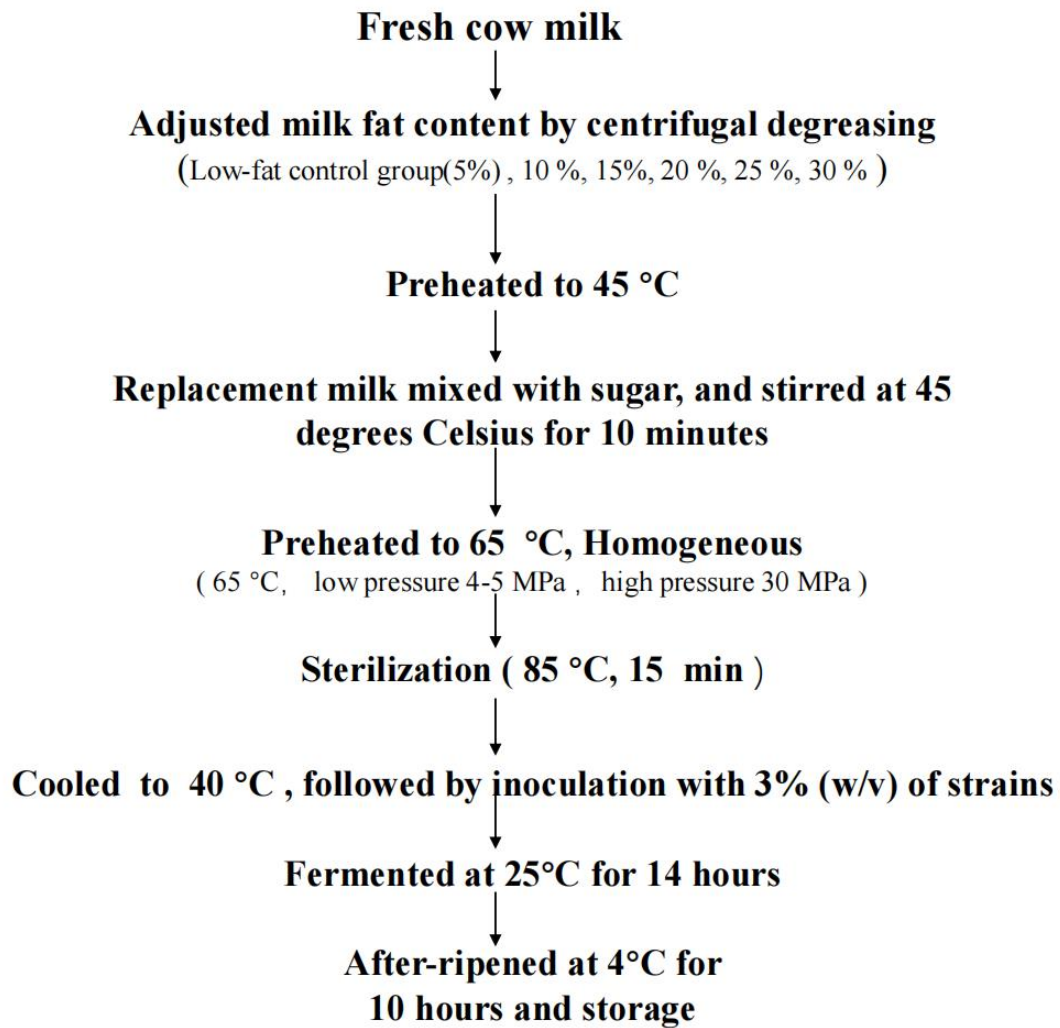 Fresh cow milk
Adjusted milk fat content by centrifugal degreasing
(Low-fat control group(5%) , 10 %, 15%, 20 %, 25 %, 30 % )
Preheated to 45 °C
Replacement milk mixed with sugar, and stirred at 45
degrees Celsius for 10 minutes
Preheated to 65 °C, Homogeneous
( 65 °C, low pressure 4-5 MPa , high pressure 30 MPa )
Sterilization ( 85 °C, 15 min )
Cooled to 40 °C , followed by inoculation with 3% (w/v) of strains
Fermented at 25°C for 14 hours
After-ripened at 4°C for
10 hours and storage